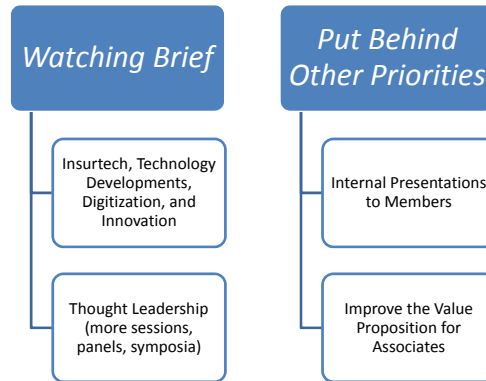 Watching Brief
Insurtech, Technology
Developments,
Digitization, and
Innovation
Thought Leadership
(more sessions,
panels, symposia)
Put Behind
Other Priorities
Internal Presentations
to Members
Improve the Value
Proposition for
Associates